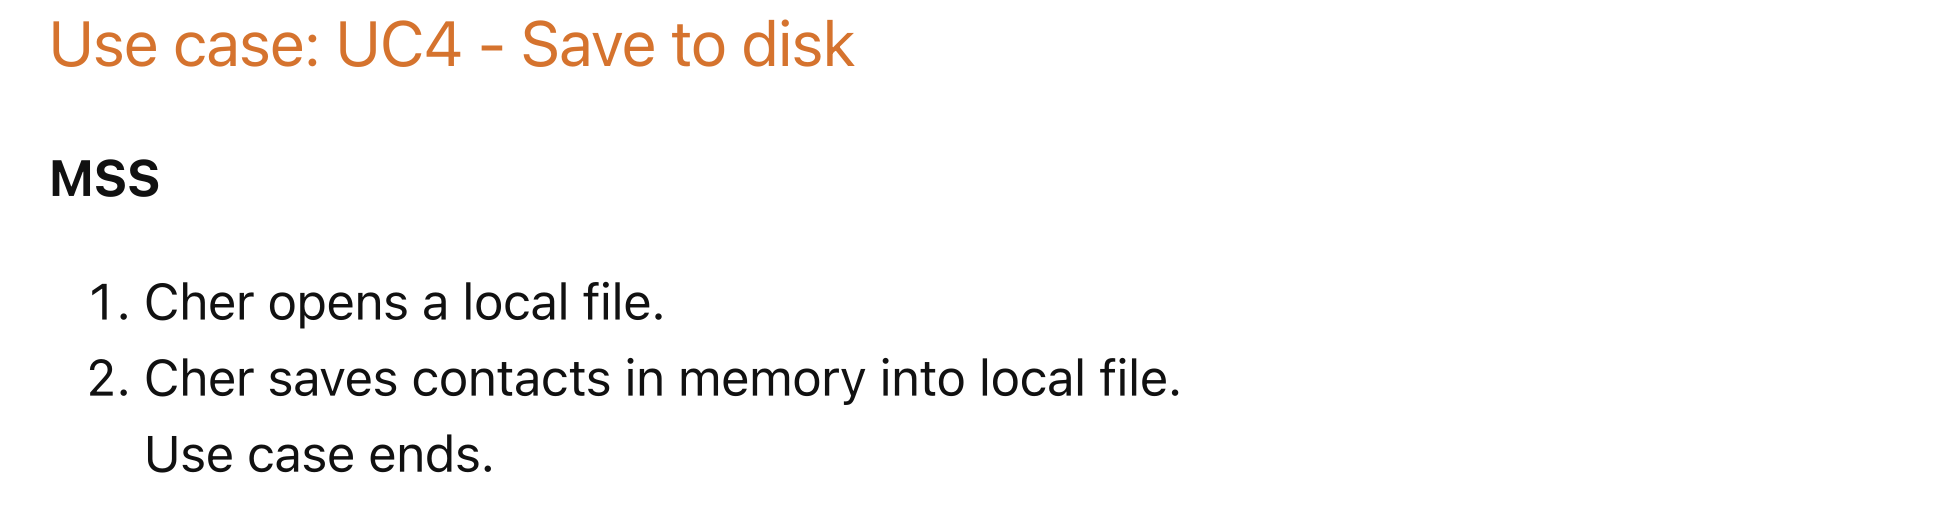 Use case: UC4 - Save to disk
MSS
1. Cher opens a local file.
2. Cher saves contacts in memory into local file.
Use case ends.